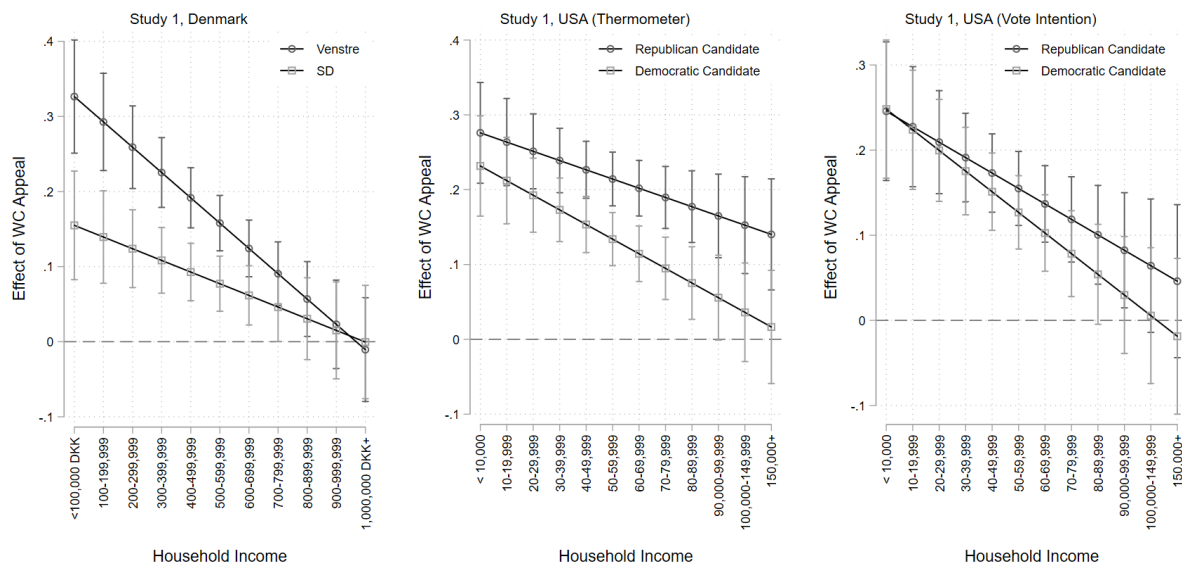 Study 1, Denmark
Venstre
SD
.4
.3
.2
.1
0
-.1
Effect of WC Appeal
<100,000 DKK
100-199,999
200-299,999
300-399,999
400-499,999
500-599,999
600-699,999
700-799,999
800-899,999
900-999,999
1,000,000 DKK+
Household Income
Study 1, USA (Thermometer)
Republican Candidate
Democratic Candidate
.4
.3
.2
.1
0
-.1
Effect of WC Appeal
< 10,000
10-19,999
20-29,999
30-39,999
40-49,999
50-59,999
60-69,999
70-79,999
80-89,999
90,000-99,999
100,000-149,999
150,000+
Household Income
Study 1, USA (Vote Intention)
Republican Candidate
Democratic Candidate
.3
.2
.1
0
-.1
Effect of WC Appeal
< 10,000
10-19,999
20-29,999
30-39,999
40-49,999
50-59,999
60-69,999
70-79,999
80-89,999
90,000-99,999
100,000-149,999
150,000+
Household Income